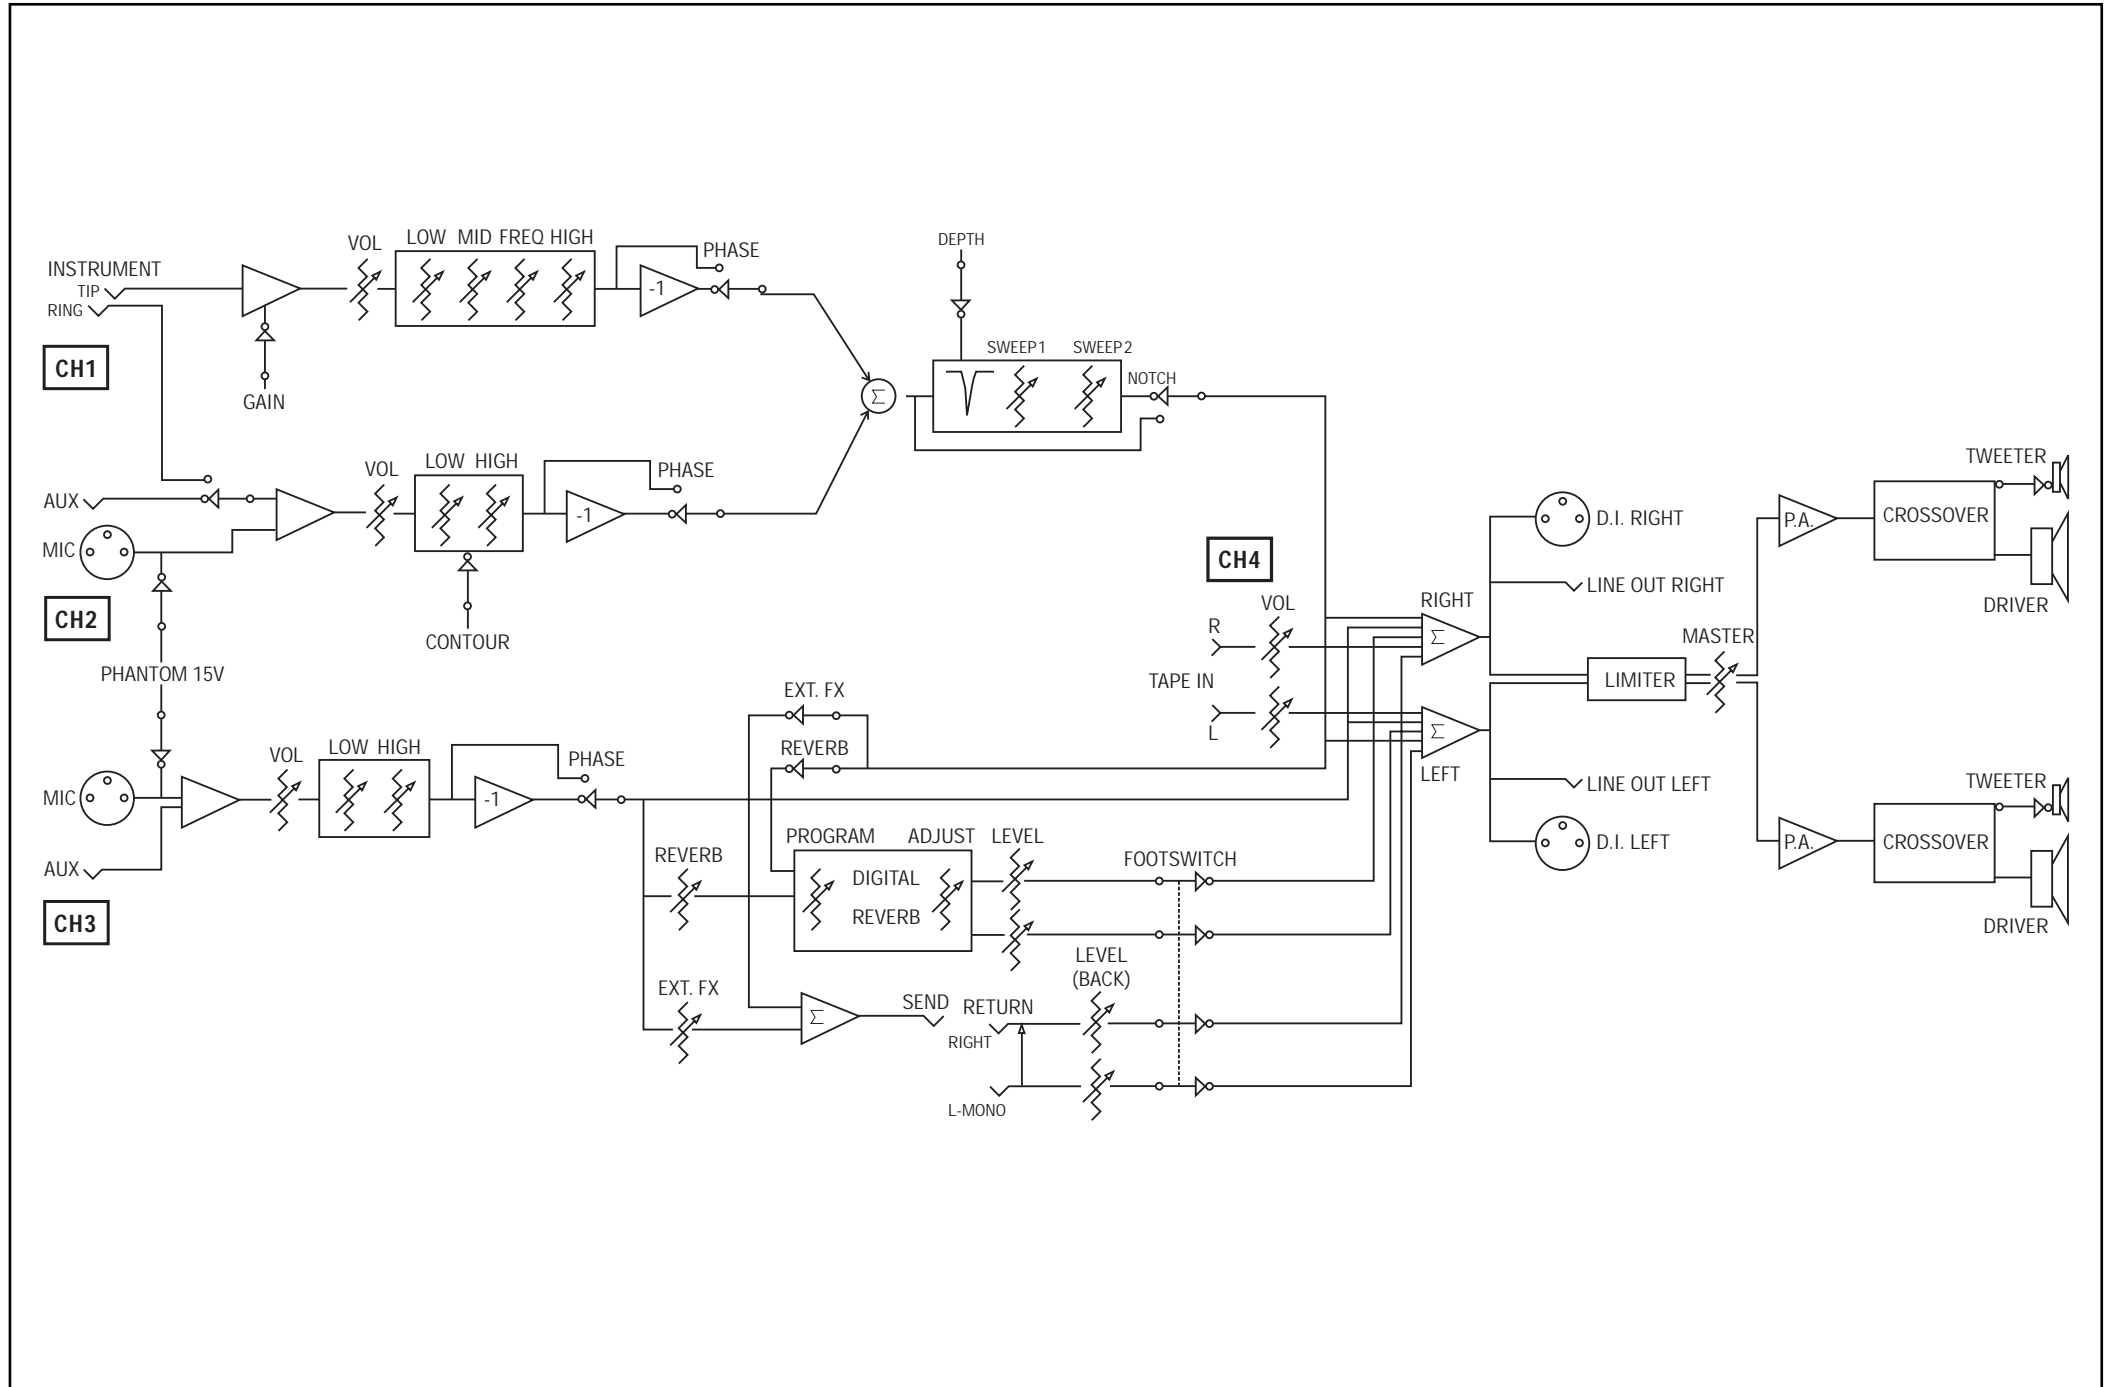 INSTRUMENT
TIP
RING
CH1
GAIN
VOL
LOW MID FREQ HIGH
-1
PHASE
DEPTH
SWEEP1 SWEEP2
NOTCH
Σ
AUX
MIC
CH2
VOL
LOW HIGH
CONTOUR
-1
PHASE
PHANTOM 15V
MIC
AUX
CH3
VOL
LOW HIGH
-1
PHASE
EXT. FX
REVERB
REVERB
EXT. FX
PROGRAM ADJUST LEVEL
DIGITAL
REVERB
Σ
SEND
RETURN
RIGHT
L-MONO
LEVEL
(BACK)
FOOTSWITCH
CH4
VOL
R
TAPE IN
L
RIGHT
Σ
Σ
LEFT
D.I. RIGHT
LINE OUT RIGHT
MASTER
LIMITER
LINE OUT LEFT
D.I. LEFT
P.A.
CROSSOVER
TWEETER
DRIVER
P.A.
CROSSOVER
TWEETER
DRIVER